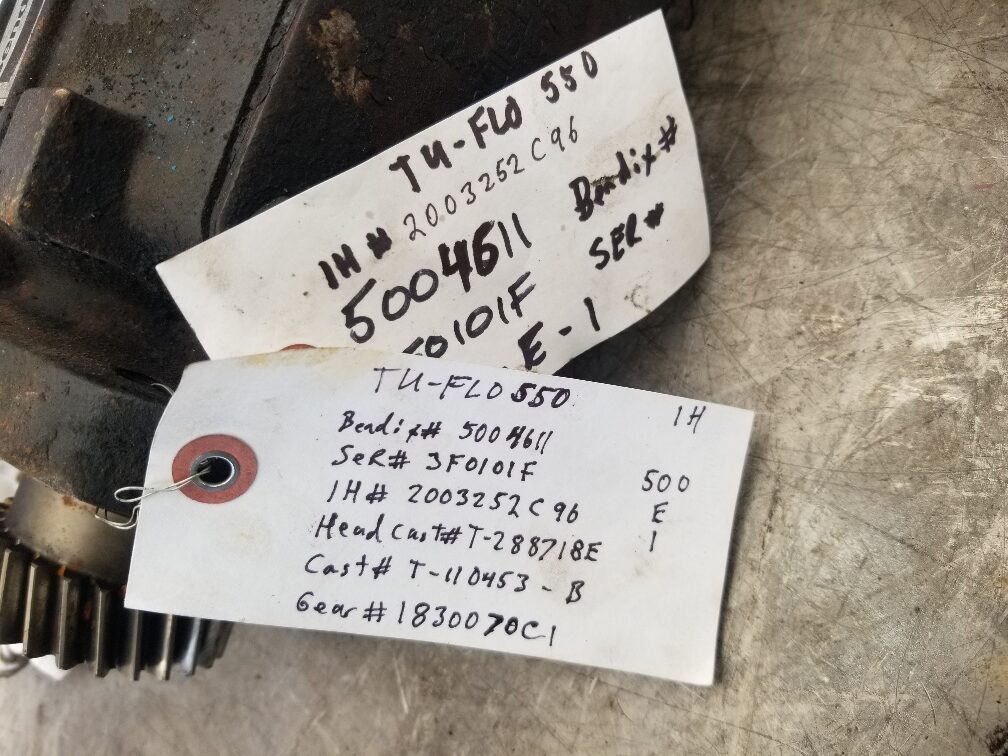 TU-FLO 550
IH# 2003252C96
5004611 Bendix#
0101F SER#
E-1
TU-FLO 550
IH
Bendix# 5004611
SeR# 3F0101F
500
IH# 2003252C96
E
Head Cast# T-288718E
1
Cast# T-110453-B
Gear# 1830070C1